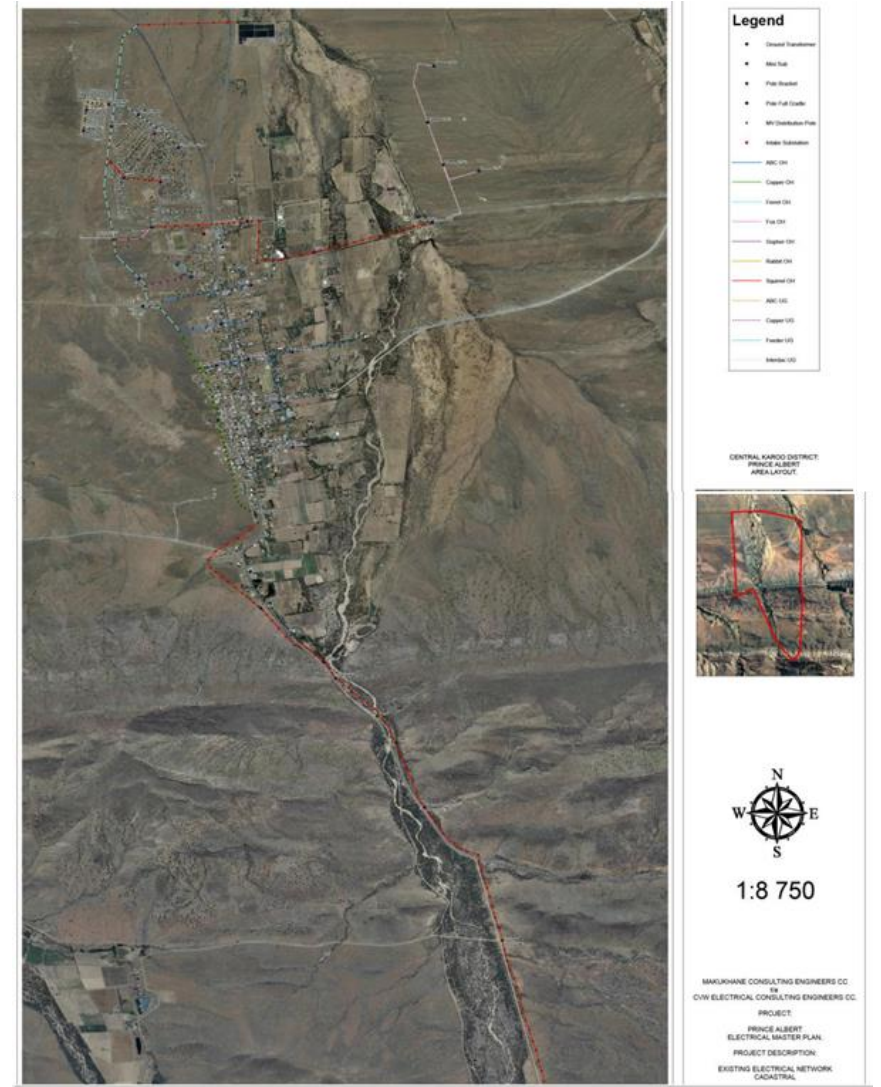 Legend
Ground Transformer
Mini Sub
Pole Bracket
Pole Full Cradle
MV Distribution Pole
Intake Substation
ABC OH
Copper OH
Ferret OH
Fox OH
Gopher OH
Rabbit OH
Squirrel OH
ABC UG
Copper UG
Feeder UG
Interdac UG
CENTRAL KAROO DISTRICT:
PRINCE ALBERT
AREA LAYOUT.
N
W E
S
1:8 750
MAKUKHANE CONSULTING ENGINEERS CC
t/a
CVW ELECTRICAL CONSULTING ENGINEERS CC.
PROJECT:
PRINCE ALBERT
ELECTRICAL MASTER PLAN.
PROJECT DESCRIPTION:
EXISTING ELECTRICAL NETWORK
CADASTRAL